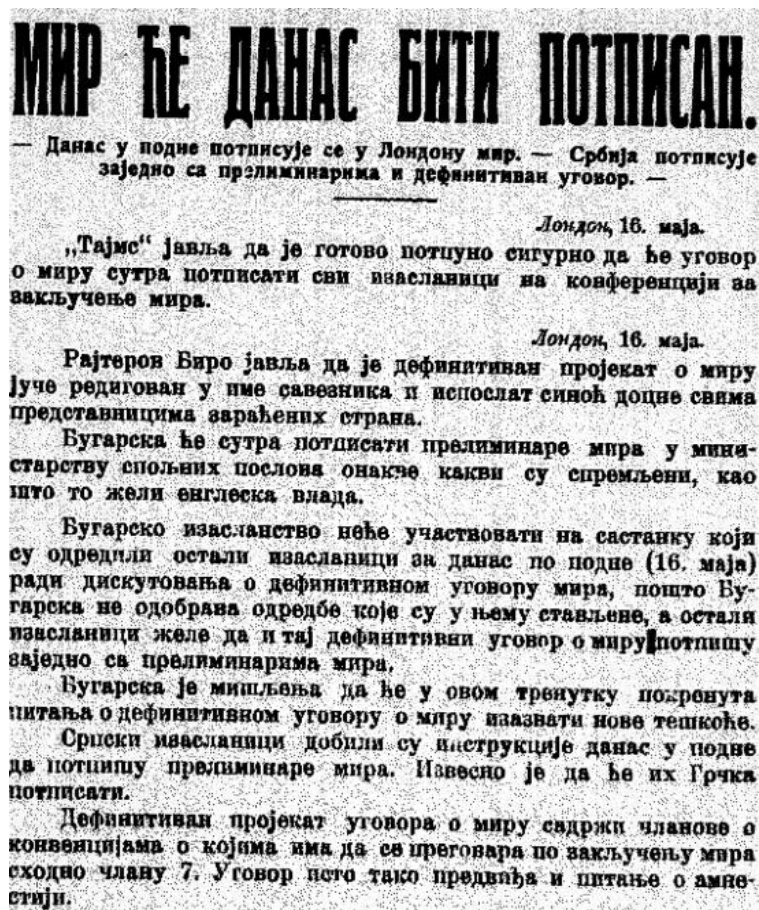 МИР ЋЕ ДАНАС БИТИ ПОТПИСАН.
— Данас у подне потписује се у Лондону мир. — Србија потписује
заједно са прелиминарима и дефинитиван уговор. —
Лондон, 16. маја.
„Тајмс“ јавља да је готово потпуно сигурно да ће уговор
о миру сутра потписати сви изасланици на конференцији за
закључење мира.
Лондон, 16. маја.
Рајтеров Биро јавља да је дефинитиван пројекат о миру
јуче редигован у име савезника и испослат синоћ доцне свима
представницима зараћених страна.
Бугарска ће сутра потписати прелиминаре мира у мини-
старству спољних послова онакве какви су спремљени, као
што то жели енглеска влада.
Бугарско изасланство неће участвовати на састанку који
су одредили остали изасланици за данас по подне (16. маја)
ради дискутовања о дефинитивном уговору мира, пошто Бу-
гарска не одобрава одредбе које су у њему стављене, а остали
изасланици желе да и тај дефинитивни уговор о миру потпишу
заједно са прелиминарима мира.
Бугарска је мишљења да ће у овом тренутку покренута
питања о дефинитивном уговору о миру изазвати нове тешкоће.
Српски изасланици добили су инструкције данас у подне
да потпишу прелиминаре мира. Извесно је да ће их Грчка
потписати.
Дефинитиван пројекат уговора о миру садржи чланове о
конвенцијама о којима има да се преговара по закључењу мира
сходно члану 7. Уговор исто тако предвиђа и питање о амне-
стији.